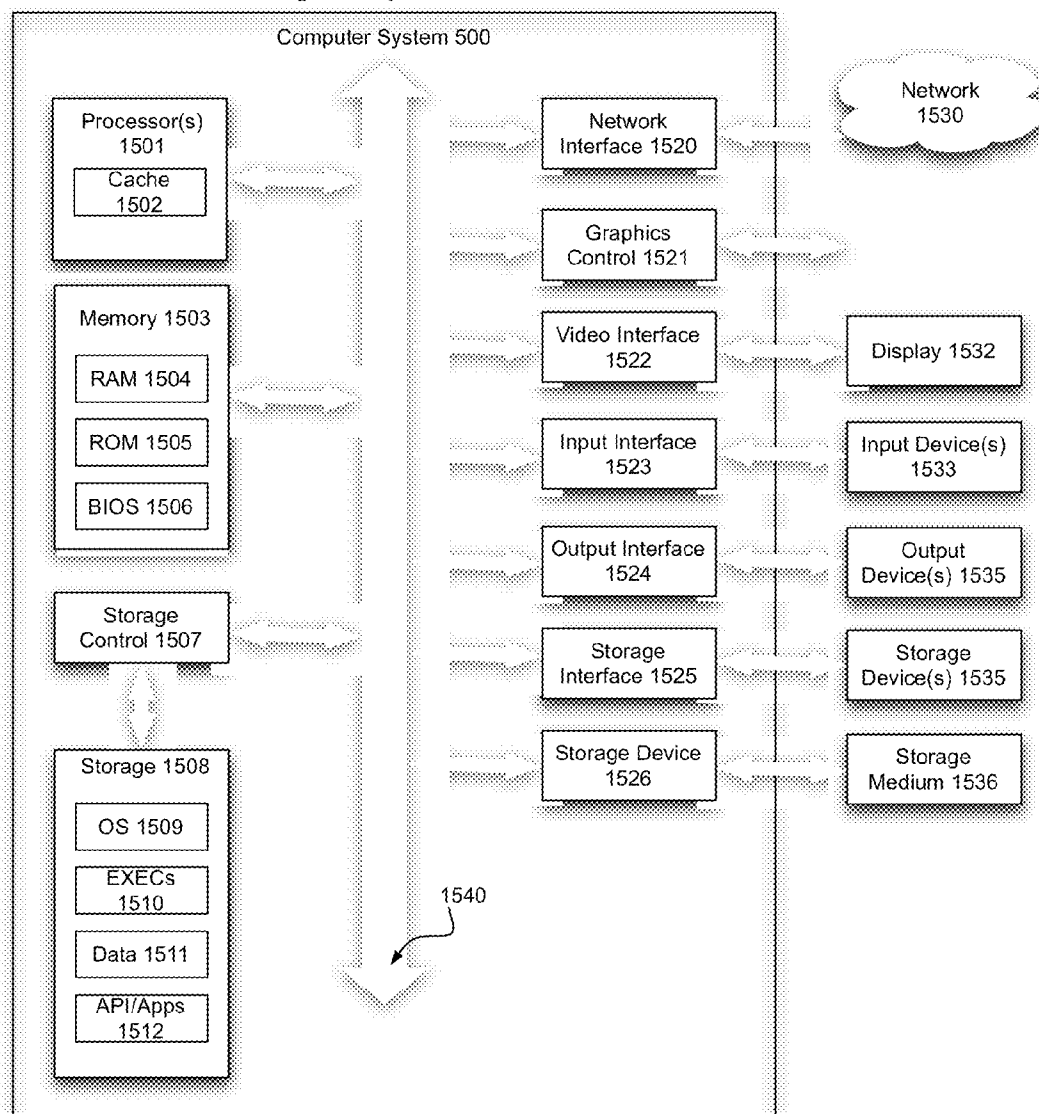 Computer System 500
Processor(s)
1501
Cache
1502
Memory 1503
RAM 1504
ROM 1505
BIOS 1506
Storage
Control 1507
Storage 1508
OS 1509
EXECs
1510
Data 1511
API/Apps
1512
1540
Network
Interface 1520
Graphics
Control 1521
Video Interface
1522
Input Interface
1523
Output Interface
1524
Storage
Interface 1525
Storage Device
1526
Network
1530
Display 1532
Input Device(s)
1533
Output
Device(s) 1535
Storage
Device(s) 1535
Storage
Medium 1536